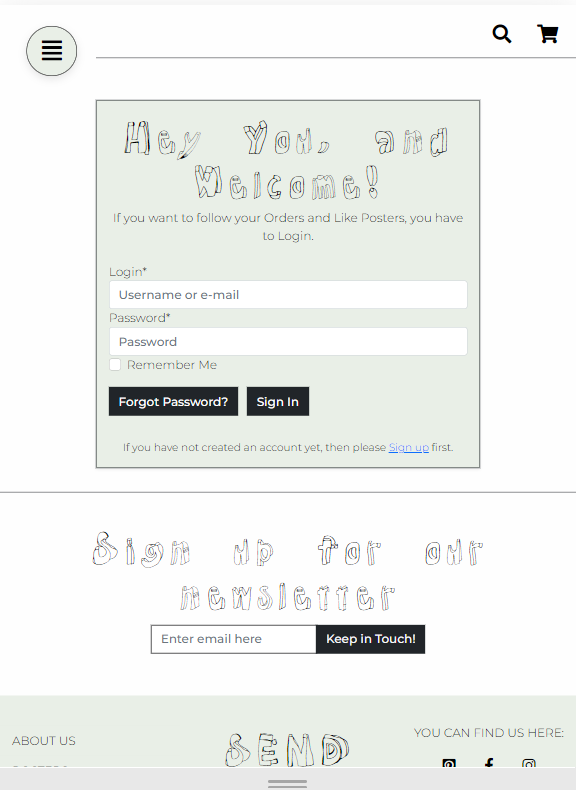 Hey You, and
Welcome!
If you want to follow your Orders and Like Posters, you have
to Login.
Login*
Username or e-mail
Password*
Password
Remember Me
Forgot Password?
Sign In
If you have not created an account yet, then please Sign up first.
Sign up for our
newsletter
Enter email here
Keep in Touch!
ABOUT US
SEND
YOU CAN FIND US HERE: